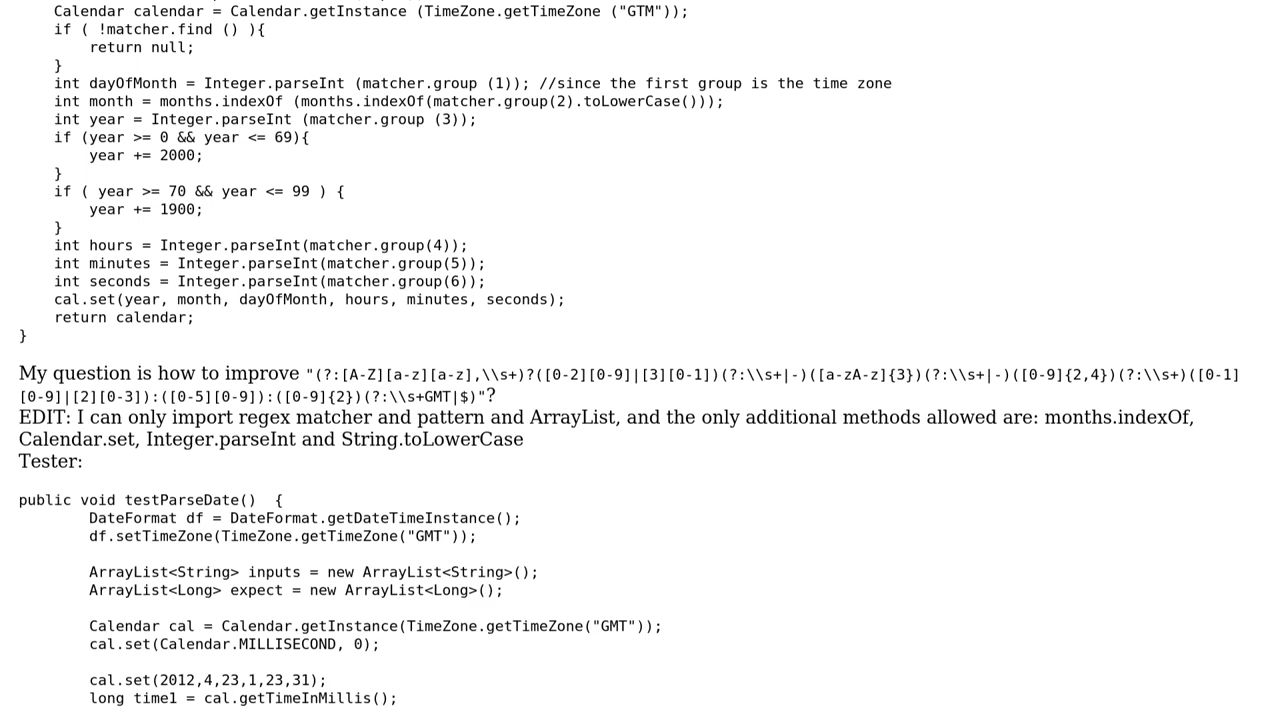 Calendar calendar = Calendar.getInstance (TimeZone.getTimeZone ("GTM"));
    if ( !matcher.find () ){
        return null;
    }
    int dayOfMonth = Integer.parseInt (matcher.group (1)); //since the first group is the time zone
    int month = months.indexOf (months.indexOf(matcher.group(2).toLowerCase()));
    int year = Integer.parseInt (matcher.group (3));
    if (year >= 0 && year <= 69){
        year += 2000;
    }
    if ( year >= 70 && year <= 99 ) {
        year += 1900;
    }
    int hours = Integer.parseInt(matcher.group(4));
    int minutes = Integer.parseInt(matcher.group(5));
    int seconds = Integer.parseInt(matcher.group(6));
    cal.set(year, month, dayOfMonth, hours, minutes, seconds);
    return calendar;
}
My question is how to improve "(?:[A-Z][a-z][a-z],\\s+)?([0-2][0-9]|[3][0-1])(?:\\s+|-)([a-zA-z]{3})(?:\\s+|-)([0-9]{2,4})(?:\\s+)([0-1]
[0-9]|[2][0-3]):([0-5][0-9]):([0-9]{2})(?:\\s+GMT|$)"?
EDIT: I can only import regex matcher and pattern and ArrayList, and the only additional methods allowed are: months.indexOf,
Calendar.set, Integer.parseInt and String.toLowerCase
Tester:
public void testParseDate()  {
        DateFormat df = DateFormat.getDateTimeInstance();
        df.setTimeZone(TimeZone.getTimeZone("GMT"));
        ArrayList<String> inputs = new ArrayList<String>();
        ArrayList<Long> expect = new ArrayList<Long>();
        Calendar cal = Calendar.getInstance(TimeZone.getTimeZone("GMT"));
        cal.set(Calendar.MILLISECOND, 0);
        cal.set(2012,4,23,1,23,31);
        long time1 = cal.getTimeInMillis();